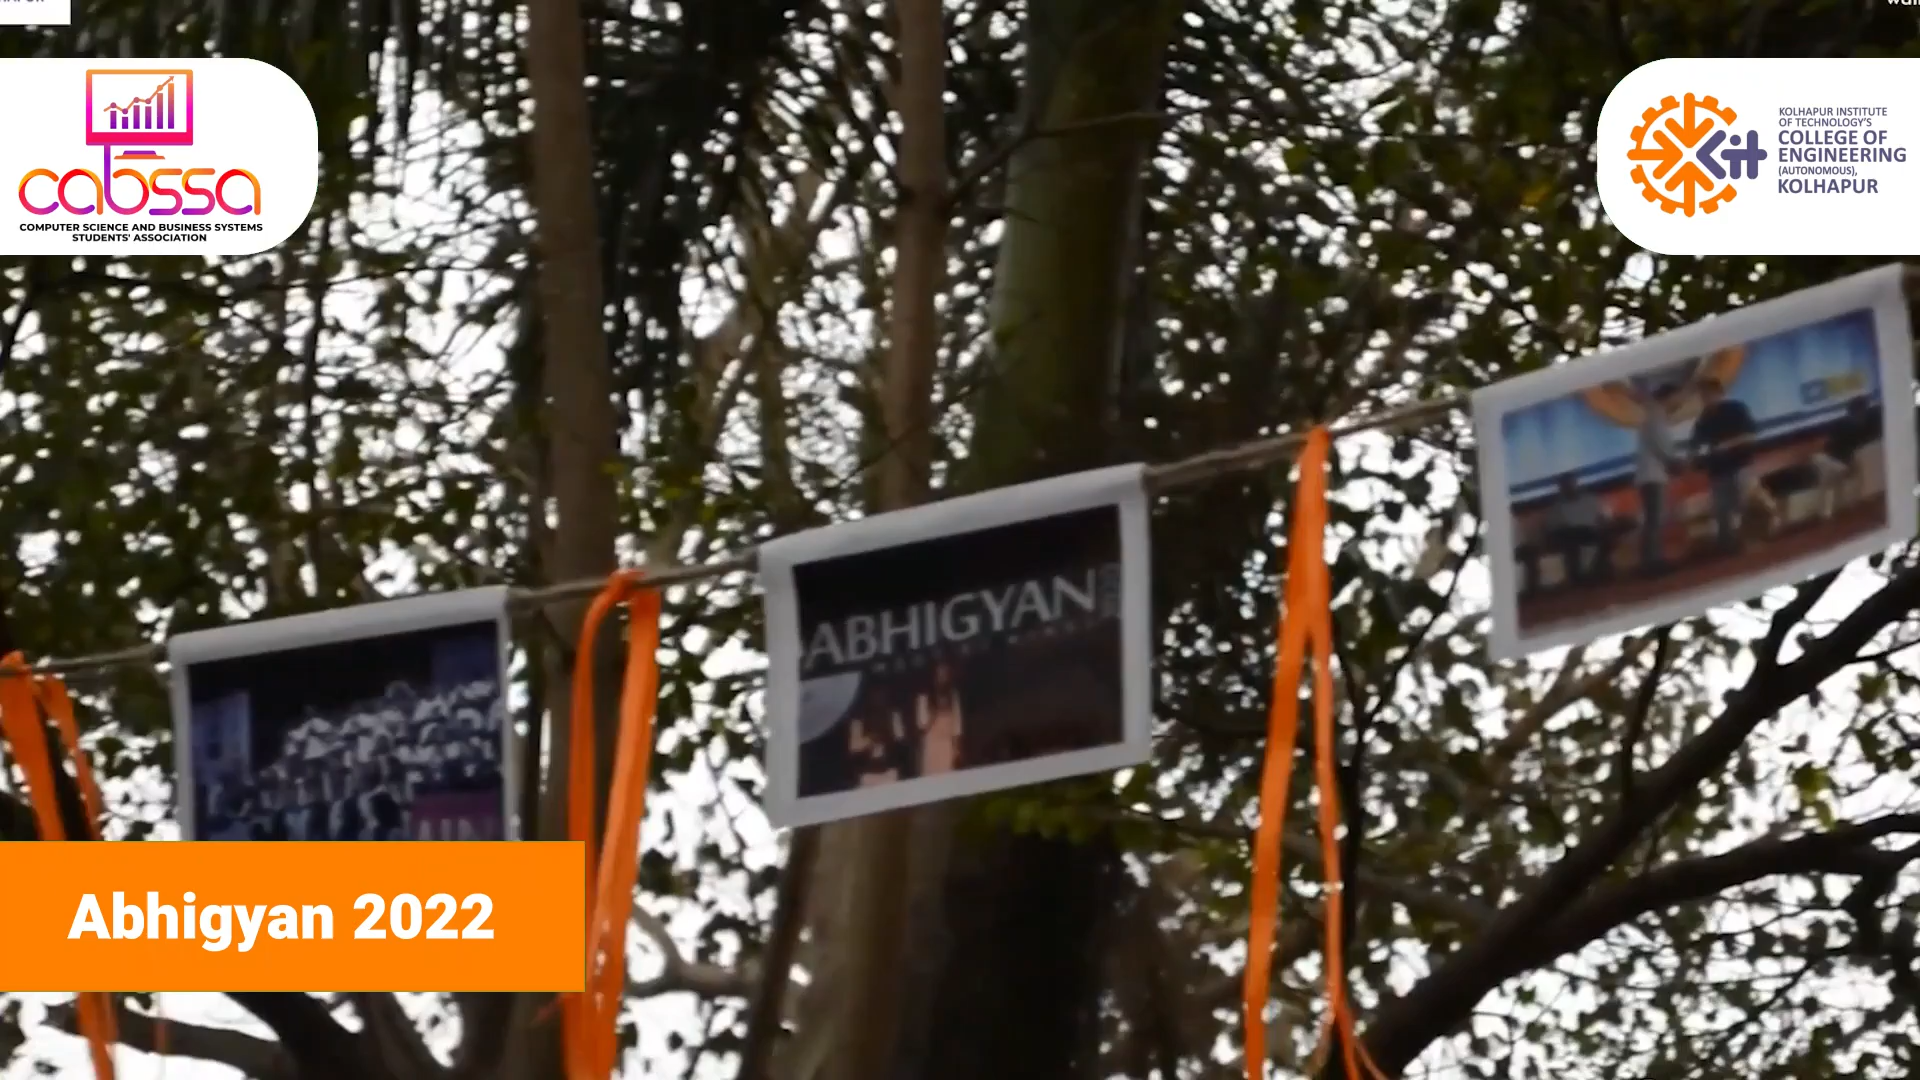 cabssa
COMPUTER SCIENCE AND BUSINESS SYSTEMS
STUDENTS' ASSOCIATION
kit
KOLHAPUR INSTITUTE
OF TECHNOLOGY'S
COLLEGE OF
ENGINEERING
(AUTONOMOUS),
KOLHAPUR
ABHIGYAN
Abhigyan 2022